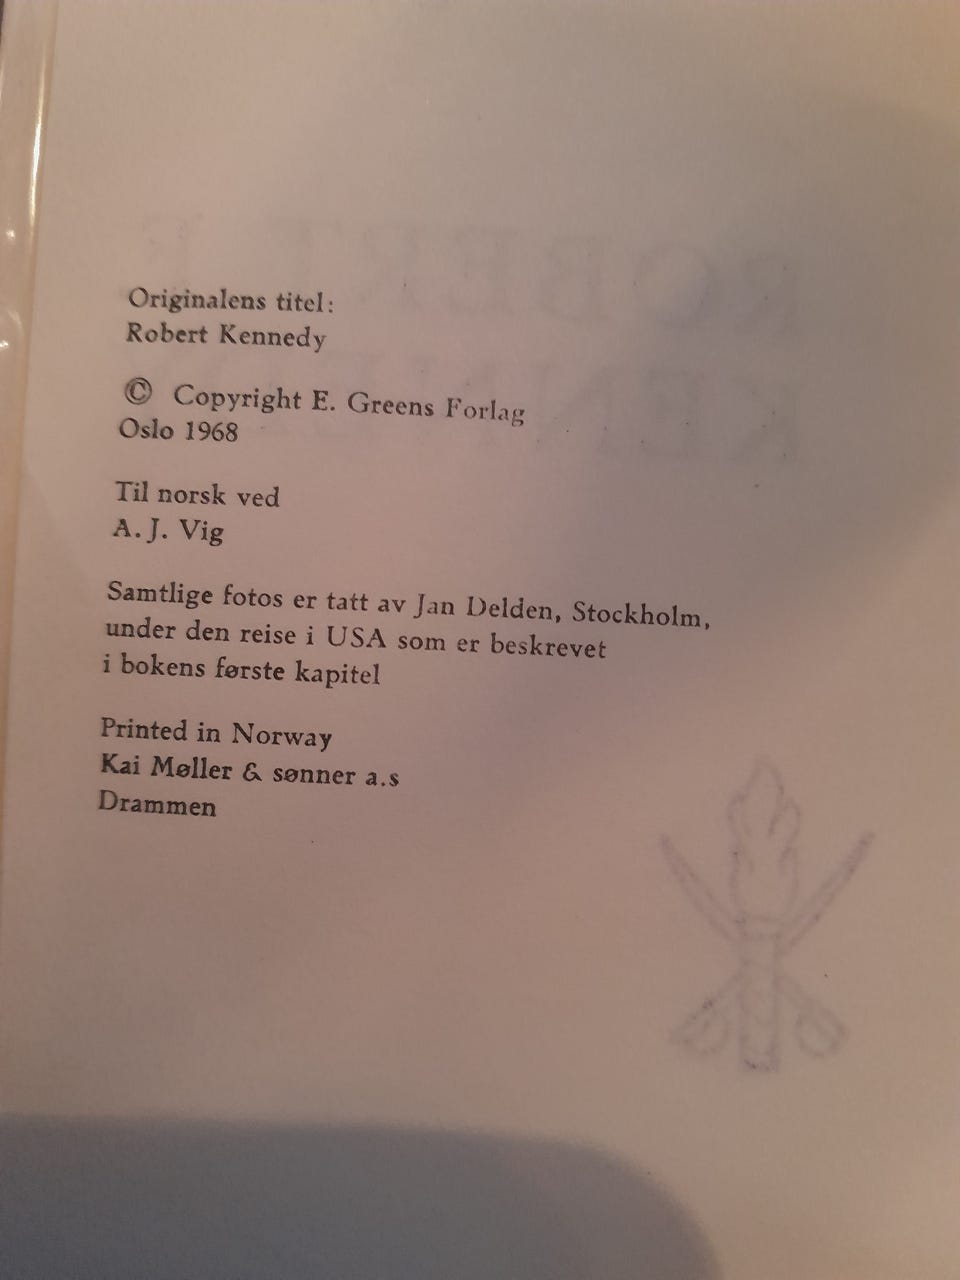 Originalens titel:
Robert Kennedy
© Copyright E. Greens Forlag
Oslo 1968
Til norsk ved
A. J. Vig
Samtlige fotos er tatt av Jan Delden, Stockholm,
under den reise i USA som er beskrevet
i bokens første kapitel
Printed in Norway
Kai Møller & sønner a.s
Drammen